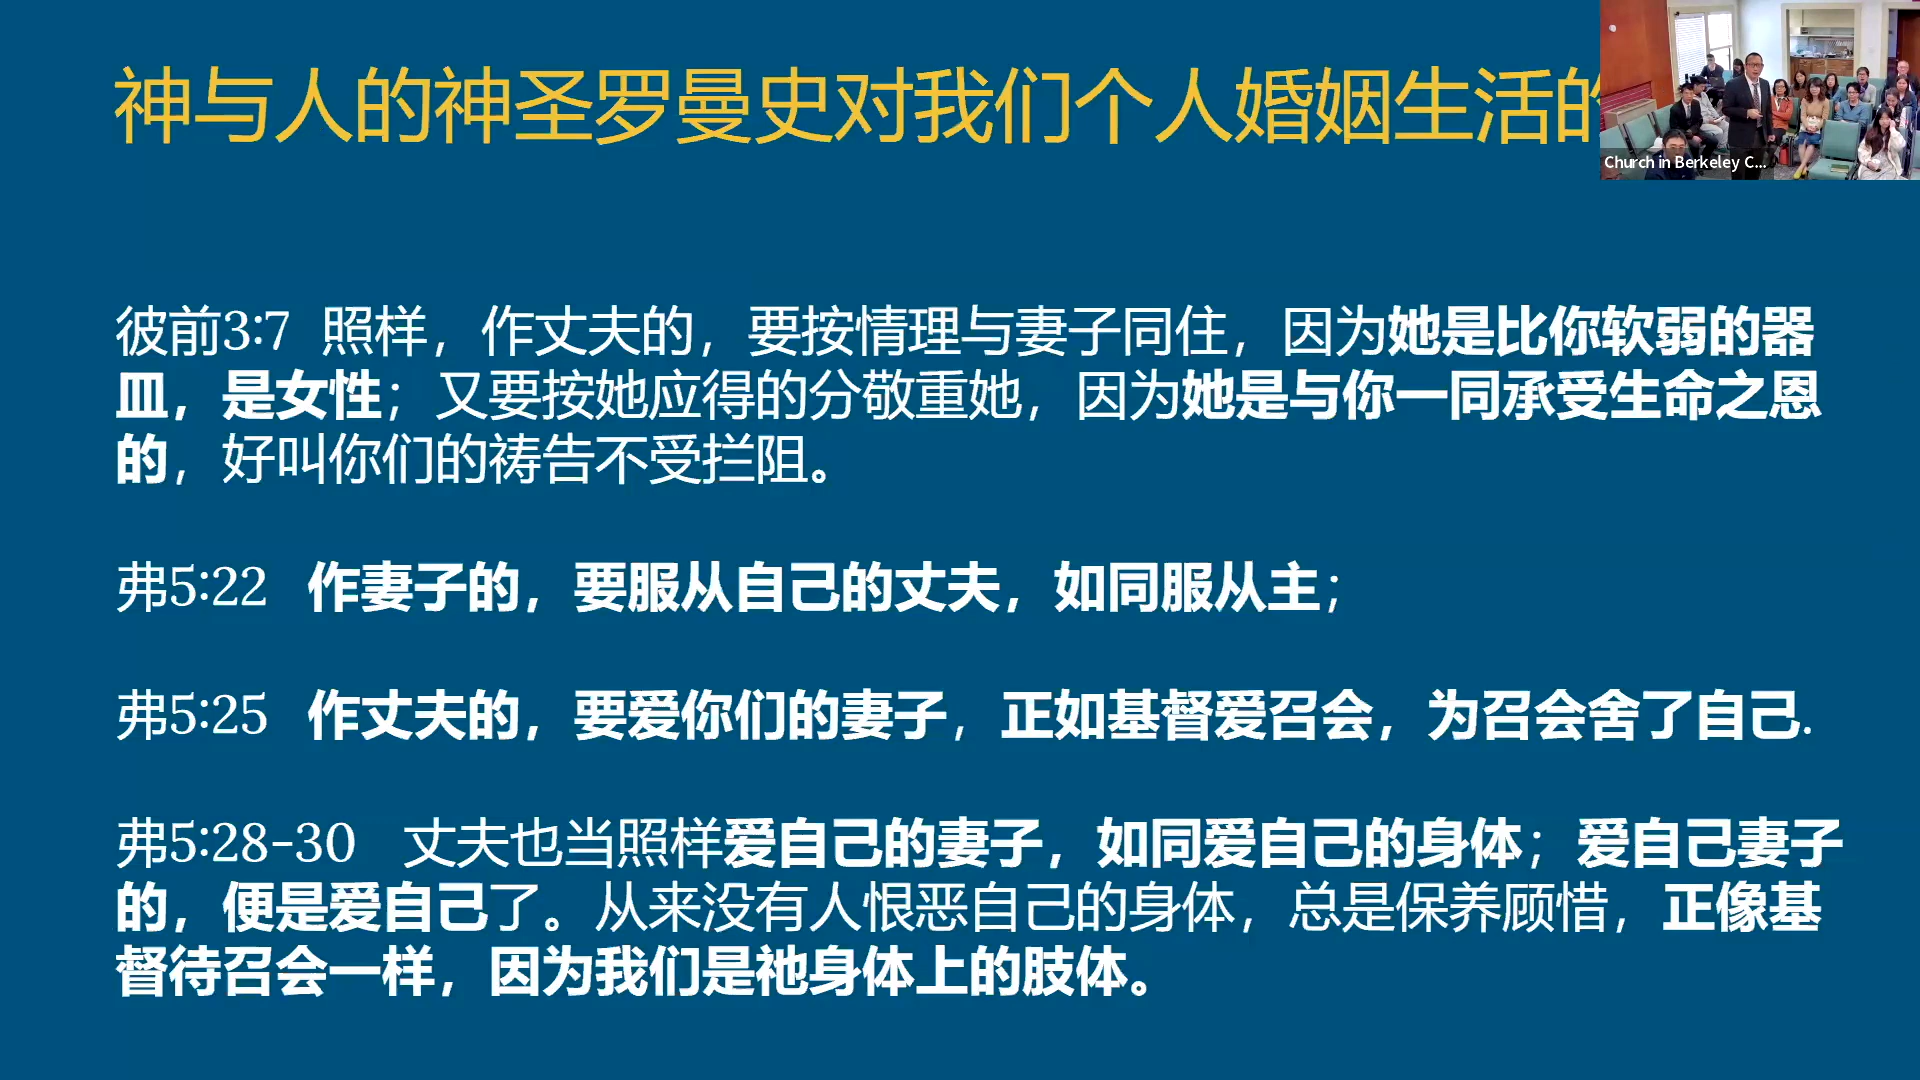 神与人的神圣罗曼史对我们个人婚姻生活的
Church in Berkeley C...
彼前3:7 照样，作丈夫的，要按情理与妻子同住，因为她是比你软弱的器
皿，是女性；又要按她应得的分敬重她，因为她是与你一同承受生命之恩
的，好叫你们的祷告不受拦阻。
弗5:22 作妻子的，要服从自己的丈夫，如同服从主；
弗5:25 作丈夫的，要爱你们的妻子，正如基督爱召会，为召会舍了自己.
弗5:28-30 丈夫也当照样爱自己的妻子，如同爱自己的身体；爱自己妻子
的，便是爱自己了。从来没有人恨恶自己的身体，总是保养顾惜，正像基
督待召会一样，因为我们是祂身体上的肢体。